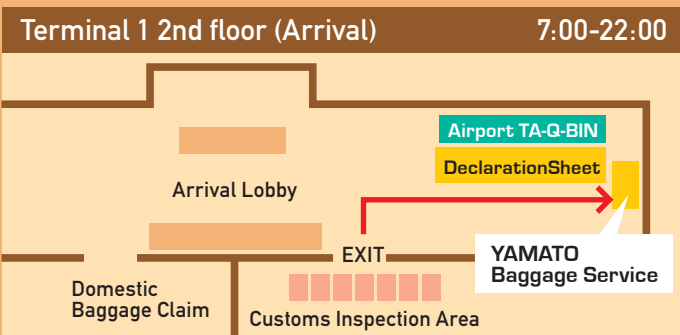 Terminal 1 2nd floor (Arrival) 7:00-22:00
Airport TA-Q-BIN
DeclarationSheet
Arrival Lobby
EXIT
YAMATO
Baggage Service
Domestic
Baggage Claim
Customs Inspection Area